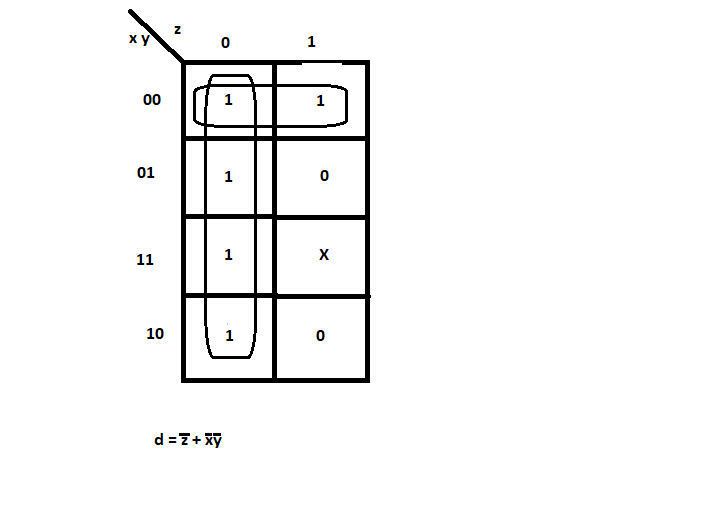 x y z 0 1
00 1 1
01 1 0
11 1 X
10 1 0
d = z̅ + x̅y̅